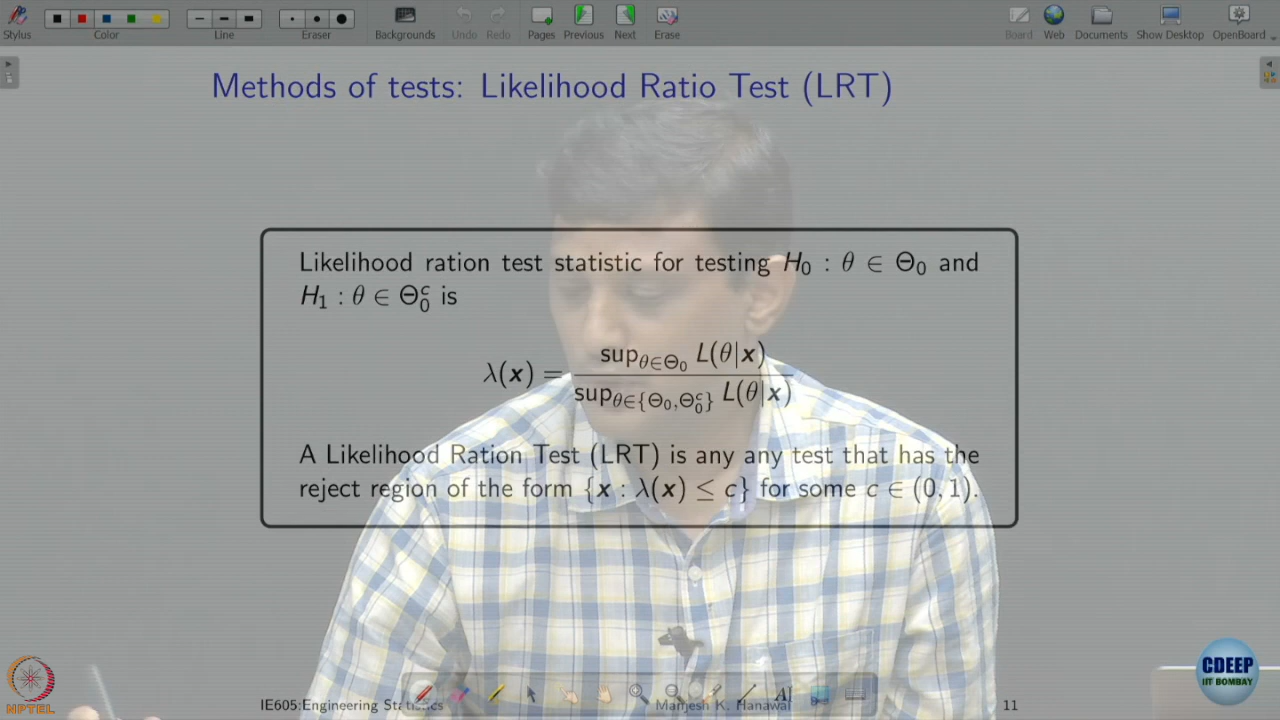 Stylus
Color
Line
Eraser
Backgrounds
Undo
Redo
Pages
Previous
Next
Erase
Board
Web
Documents
Show Desktop
OpenBoard
Methods of tests: Likelihood Ratio Test (LRT)
Likelihood ration test statistic for testing H₀ : θ ∈ Θ₀ and
H₁ : θ ∈ Θ₀ᶜ is
λ(x) = sup_{θ∈Θ₀} L(θ|x) / sup_{θ∈{Θ₀,Θ₀ᶜ}} L(θ|x)
A Likelihood Ration Test (LRT) is any any test that has the
reject region of the form {x : λ(x) ≤ c} for some c ∈ (0, 1).
IE605:Engineering Statistics
Manjesh K. Hanawal
11
NPTEL
CDEEP
IIT BOMBAY